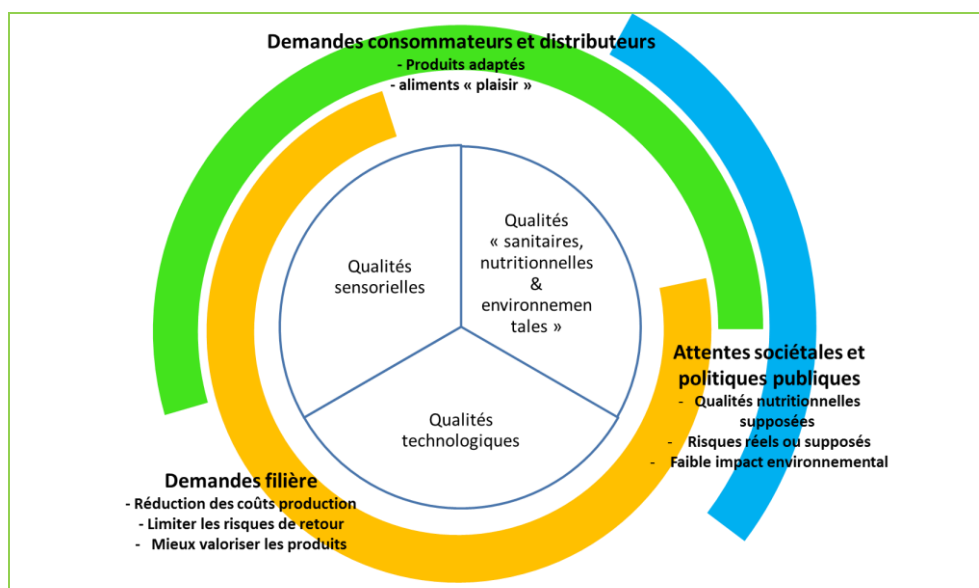 Demandes consommateurs et distributeurs
- Produits adaptés
- aliments « plaisir »
Qualités
sensorielles
Qualités
« sanitaires,
nutritionnelles
&
environnemen
tales »
Qualités
technologiques
Attentes sociétales et
politiques publiques
- Qualités nutritionnelles
supposées
- Risques réels ou supposés
- Faible impact environnemental
Demandes filière
- Réduction des coûts production
- Limiter les risques de retour
- Mieux valoriser les produits